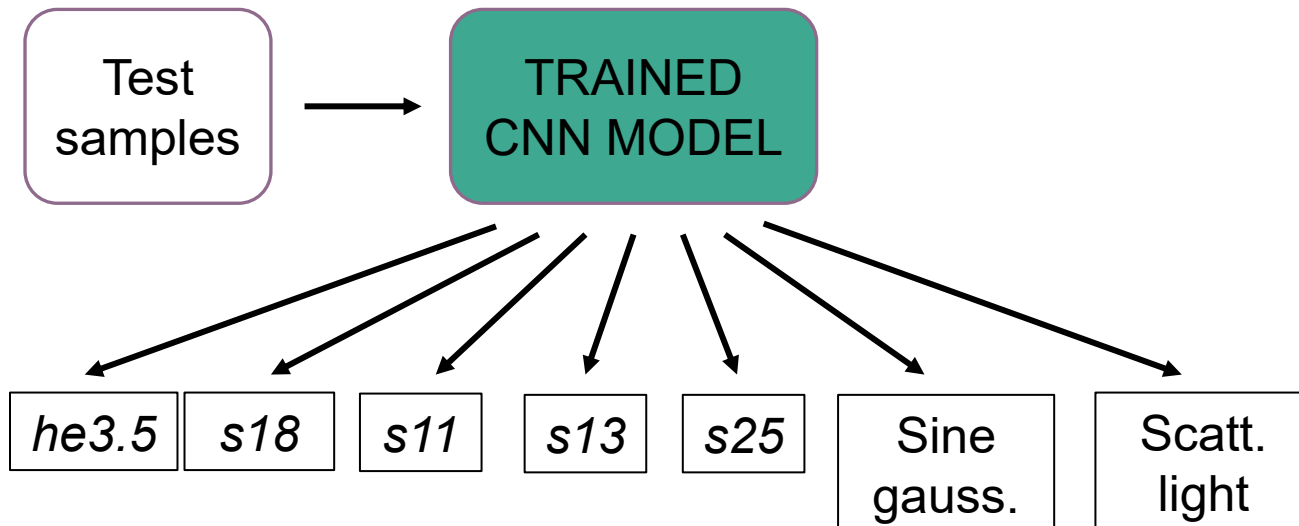 Test
samples
TRAINED
CNN MODEL
he3.5
s18
s11
s13
s25
Sine
gauss.
Scatt.
light